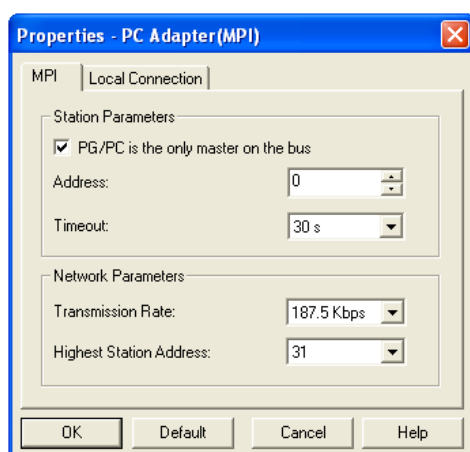 Properties - PC Adapter(MPI)
MPI Local Connection
Station Parameters
PG/PC is the only master on the bus
Address: 0
Timeout: 30 s
Network Parameters
Transmission Rate: 187.5 Kbps
Highest Station Address: 31
OK Default Cancel Help